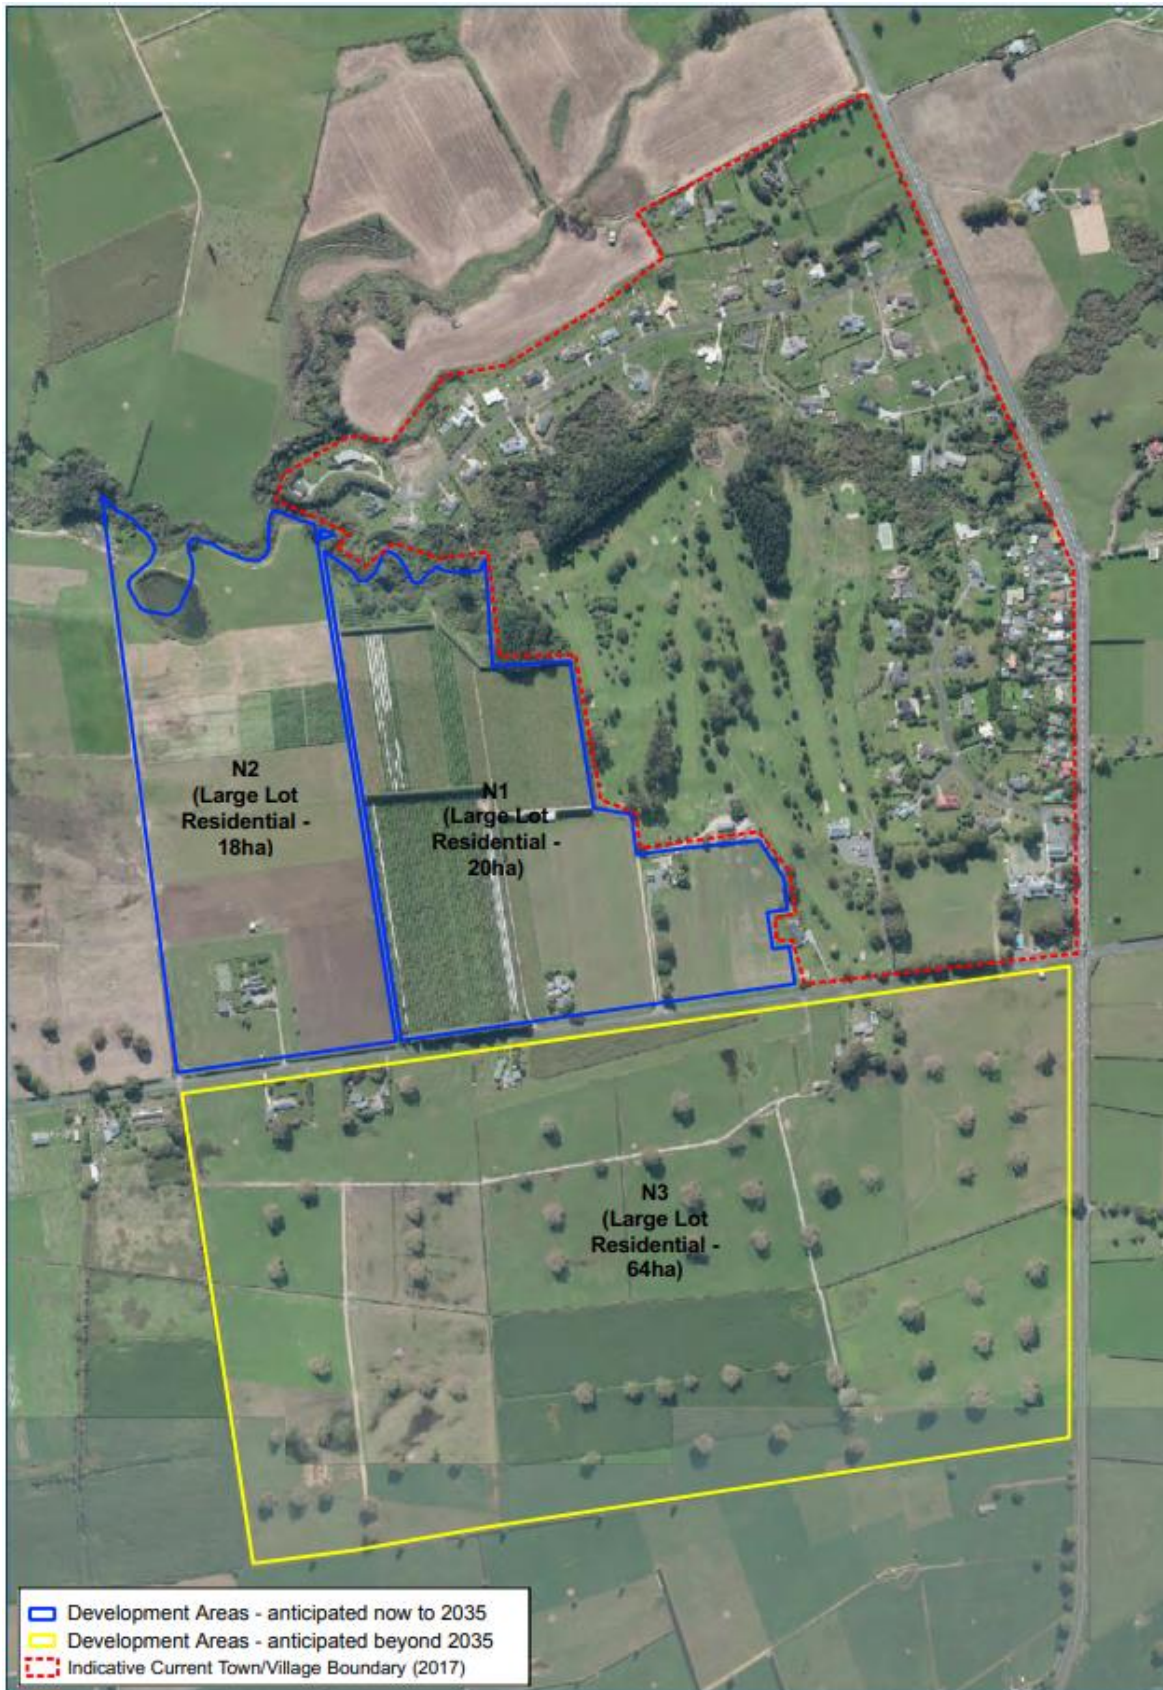 N2
(Large Lot
Residential -
18ha)
N1
(Large Lot
Residential -
20ha)
N3
(Large Lot
Residential -
64ha)
Development Areas - anticipated now to 2035
Development Areas - anticipated beyond 2035
Indicative Current Town/Village Boundary (2017)